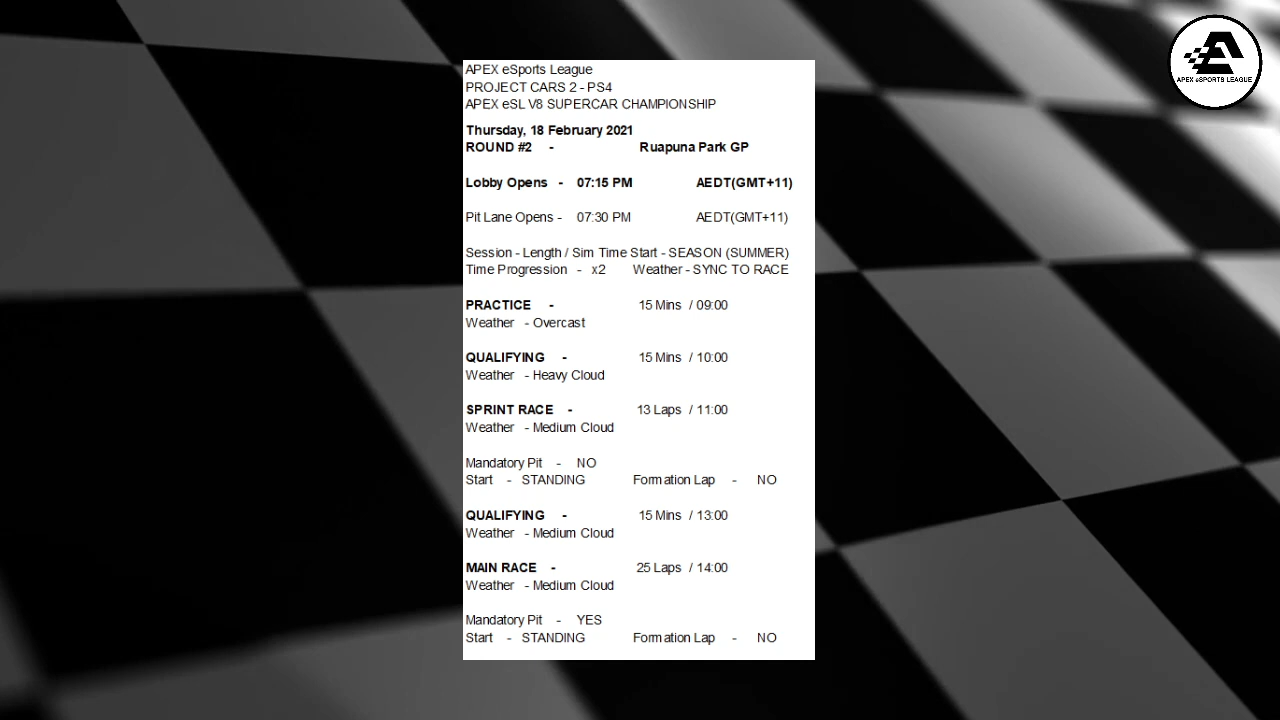 APEX eSports League
PROJECT CARS 2 - PS4
APEX eSL V8 SUPERCAR CHAMPIONSHIP
Thursday, 18 February 2021
ROUND #2 - Ruapuna Park GP
Lobby Opens - 07:15 PM AEDT(GMT+11)
Pit Lane Opens - 07:30 PM AEDT(GMT+11)
Session - Length / Sim Time Start - SEASON (SUMMER)
Time Progression - x2 Weather - SYNC TO RACE
PRACTICE - 15 Mins / 09:00
Weather - Overcast
QUALIFYING - 15 Mins / 10:00
Weather - Heavy Cloud
SPRINT RACE - 13 Laps / 11:00
Weather - Medium Cloud
Mandatory Pit - NO
Start - STANDING Formation Lap - NO
QUALIFYING - 15 Mins / 13:00
Weather - Medium Cloud
MAIN RACE - 25 Laps / 14:00
Weather - Medium Cloud
Mandatory Pit - YES
Start - STANDING Formation Lap - NO
APEX eSPORTS LEAGUE